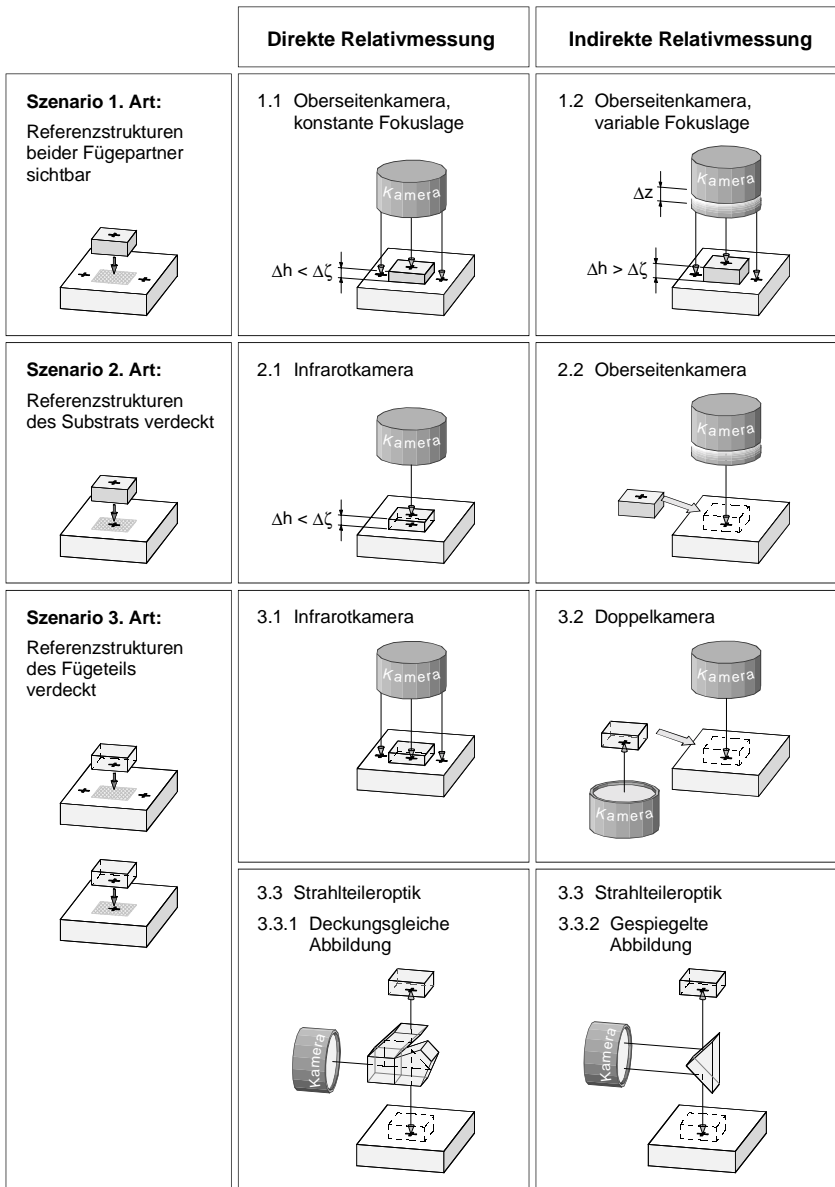 Direkte Relativmessung
Indirekte Relativmessung
Szenario 1. Art:
Referenzstrukturen
beider Fügepartner
sichtbar
1.1 Oberseitenkamera,
konstante Fokuslage
Kamera
Δh < Δζ
1.2 Oberseitenkamera,
variable Fokuslage
Kamera
Δz
Δh > Δζ
Szenario 2. Art:
Referenzstrukturen
des Substrats verdeckt
2.1 Infrarotkamera
Kamera
Δh < Δζ
2.2 Oberseitenkamera
Kamera
Szenario 3. Art:
Referenzstrukturen
des Fügeteils
verdeckt
3.1 Infrarotkamera
Kamera
3.2 Doppelkamera
Kamera
Kamera
3.3 Strahlteileroptik
3.3.1 Deckungsgleiche
Abbildung
Kamera
3.3 Strahlteileroptik
3.3.2 Gespiegelte
Abbildung
Kamera